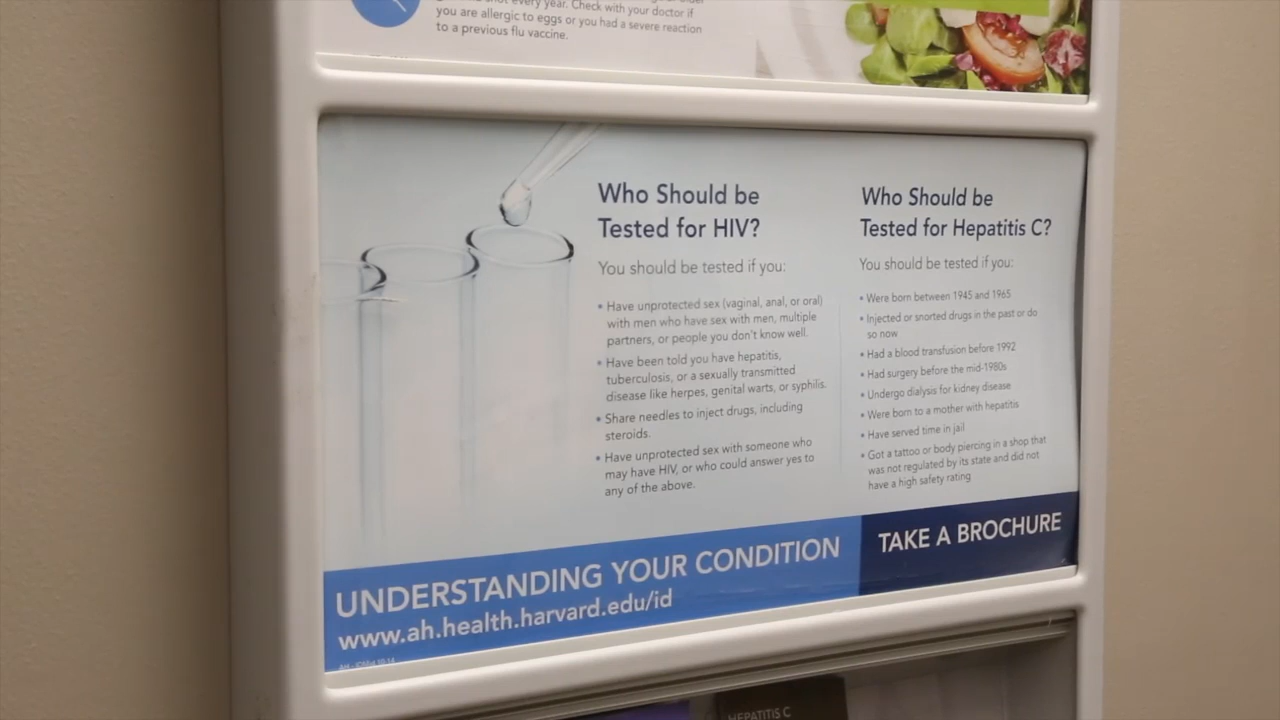 every year. Check with your doctor if
you are allergic to eggs or you had a severe reaction
to a previous flu vaccine.
Who Should be
Tested for HIV?
You should be tested if you:
• Have unprotected sex (vaginal, anal, or oral)
with men who have sex with men, multiple
partners, or people you don't know well.
• Have been told you have hepatitis,
tuberculosis, or a sexually transmitted
disease like herpes, genital warts, or syphilis.
• Share needles to inject drugs, including
steroids.
• Have unprotected sex with someone who
may have HIV, or who could answer yes to
any of the above.
Who Should be
Tested for Hepatitis C?
You should be tested if you:
• Were born between 1945 and 1965
• Injected or snorted drugs in the past or do
so now
• Had a blood transfusion before 1992
• Had surgery before the mid-1980s
• Undergo dialysis for kidney disease
• Were born to a mother with hepatitis
• Have served time in jail
• Got a tattoo or body piercing in a shop that
was not regulated by its state and did not
have a high safety rating
UNDERSTANDING YOUR CONDITION
www.ah.health.harvard.edu/id
TAKE A BROCHURE
HEPATITIS C